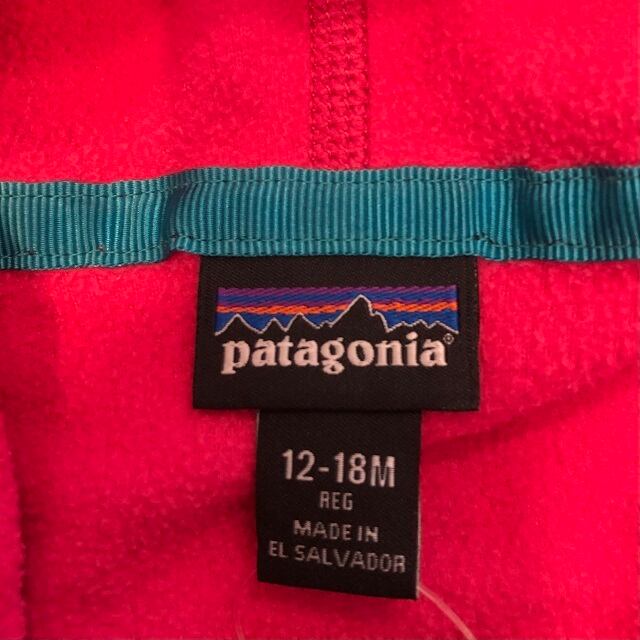 patagonia®
12-18M
REG
MADE IN
EL SALVADOR